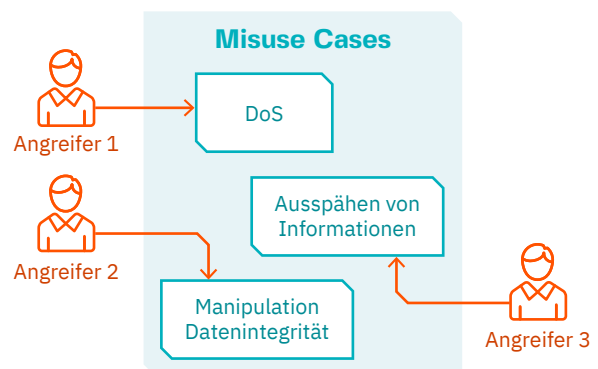 Misuse Cases
Angreifer 1
DoS
Ausspähen von
Informationen
Angreifer 2
Manipulation
Datenintegrität
Angreifer 3